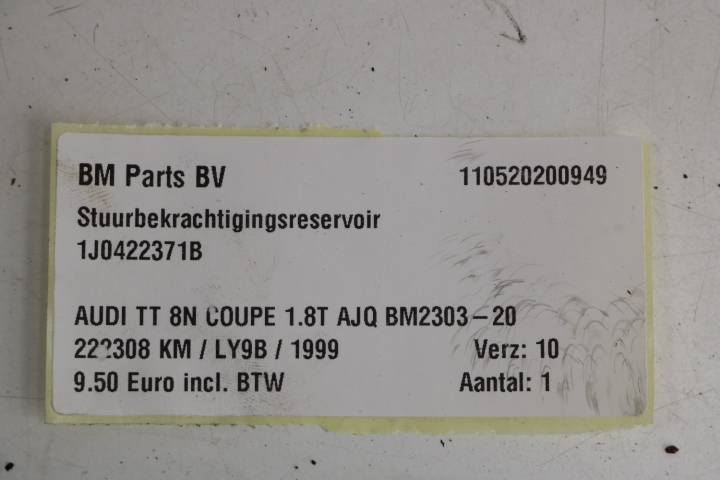 BM Parts BV 110520200949
Stuurbekrachtigingsreservoir
1J0422371B
AUDI TT 8N COUPE 1.8T AJQ BM2303-20
222308 KM / LY9B / 1999 Verz: 10
9.50 Euro incl. BTW Aantal: 1